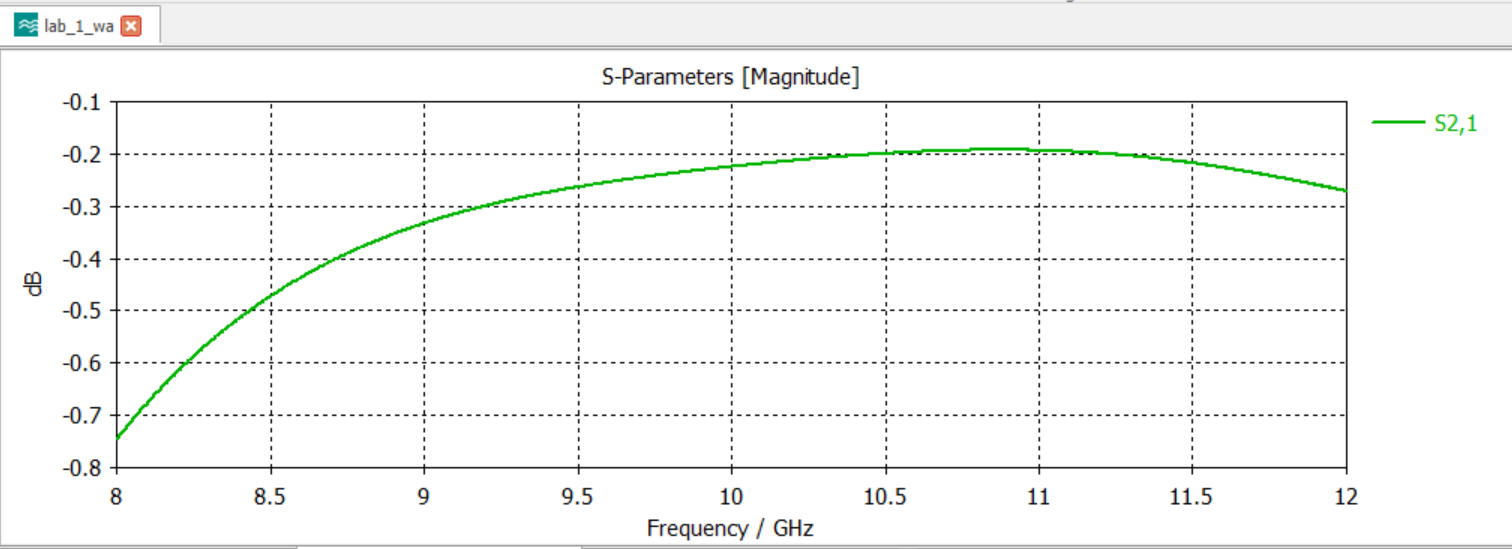 lab_1_wa
S-Parameters [Magnitude]
-0.1
-0.2
-0.3
-0.4
-0.5
-0.6
-0.7
-0.8
dB
8 8.5 9 9.5 10 10.5 11 11.5 12
Frequency / GHz
S2,1